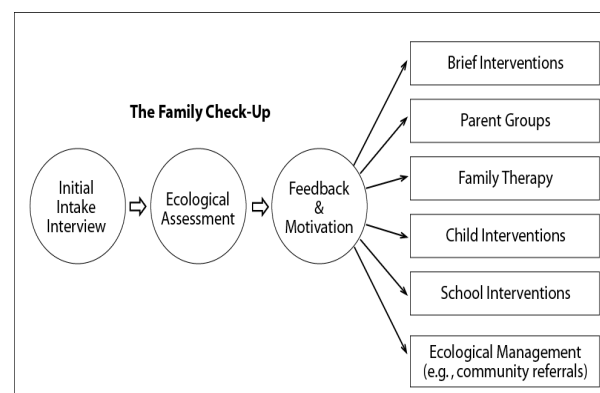 The Family Check-Up
Initial
Intake
Interview
Ecological
Assessment
Feedback
&
Motivation
Brief Interventions
Parent Groups
Family Therapy
Child Interventions
School Interventions
Ecological Management
(e.g., community referrals)